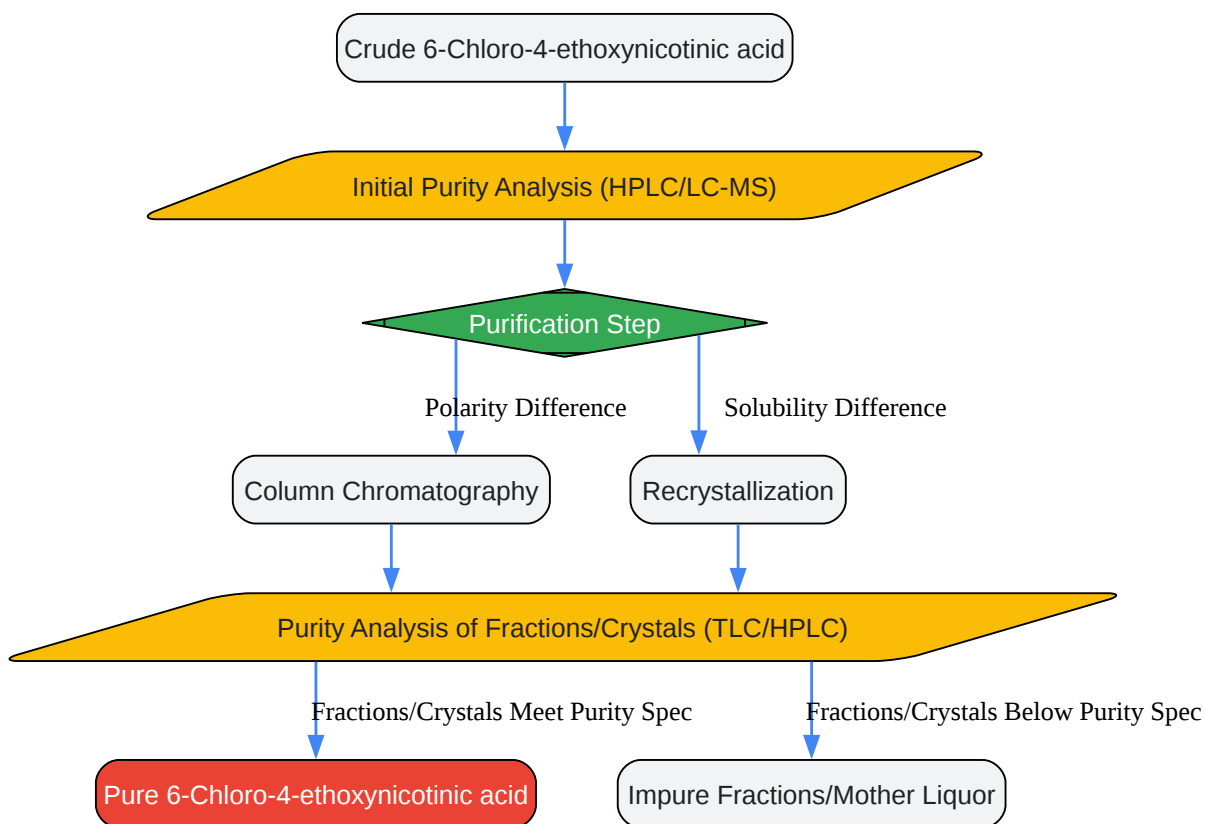 Crude 6-Chloro-4-ethoxynicotinic acid
Initial Purity Analysis (HPLC/LC-MS)
Purification Step
Polarity Difference
Solubility Difference
Column Chromatography
Recrystallization
Purity Analysis of Fractions/Crystals (TLC/HPLC)
Fractions/Crystals Meet Purity Spec
Fractions/Crystals Below Purity Spec
Pure 6-Chloro-4-ethoxynicotinic acid
Impure Fractions/Mother Liquor